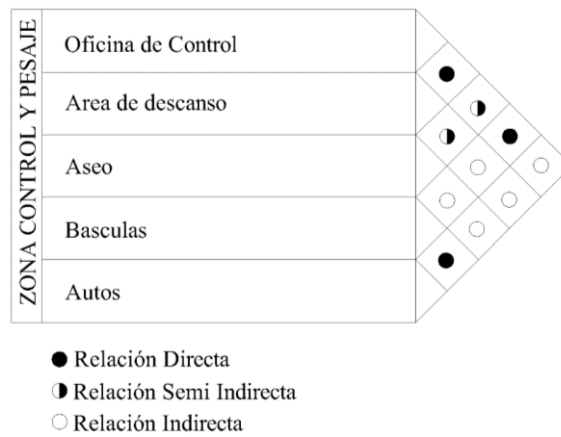 ZONA CONTROL Y PESAJE
Oficina de Control
Area de descanso
Aseo
Basculas
Autos
Relación Directa
Relación Semi Indirecta
Relación Indirecta